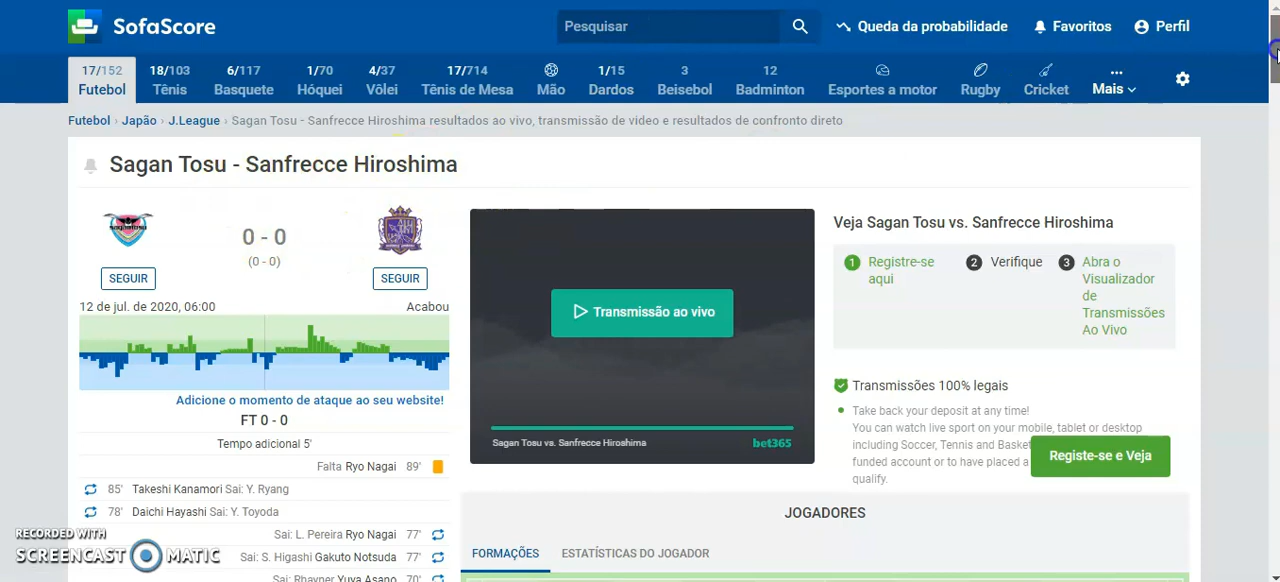 SofaScore
Pesquisar
Queda da probabilidade
Favoritos
Perfil
17/152
Futebol
18/103
Tênis
6/117
Basquete
1/70
Hóquei
4/37
Vôlei
17/714
Tênis de Mesa
Mão
1/15
Dardos
3
Beisebol
12
Badminton
Esportes a motor
Rugby
Cricket
Mais
Futebol › Japão › J.League › Sagan Tosu - Sanfrecce Hiroshima resultados ao vivo, transmissão de video e resultados de confronto direto
Sagan Tosu - Sanfrecce Hiroshima
0 - 0
(0 - 0)
SEGUIR
SEGUIR
12 de jul. de 2020, 06:00
Acabou
Adicione o momento de ataque ao seu website!
FT 0 - 0
Tempo adicional 5'
Falta Ryo Nagai 89'
85' Takeshi Kanamori Sai: Y. Ryang
78' Daichi Hayashi Sai: Y. Toyoda
Sai: L. Pereira Ryo Nagai 77'
Sai: S. Higashi Gakuto Notsuda 77'
Sai: Rhayner Yuya Asano 70'
Transmissão ao vivo
Sagan Tosu vs. Sanfrecce Hiroshima
bet365
Veja Sagan Tosu vs. Sanfrecce Hiroshima
1 Registre-se aqui
2 Verifique
3 Abra o Visualizador de Transmissões Ao Vivo
Transmissões 100% legais
Take back your deposit at any time!
You can watch live sport on your mobile, tablet or desktop
including Soccer, Tennis and
funded account or to have placed a
qualify.
Registe-se e Veja
JOGADORES
FORMAÇÕES
ESTATÍSTICAS DO JOGADOR
RECORDED WITH
SCREENCAST MATIC